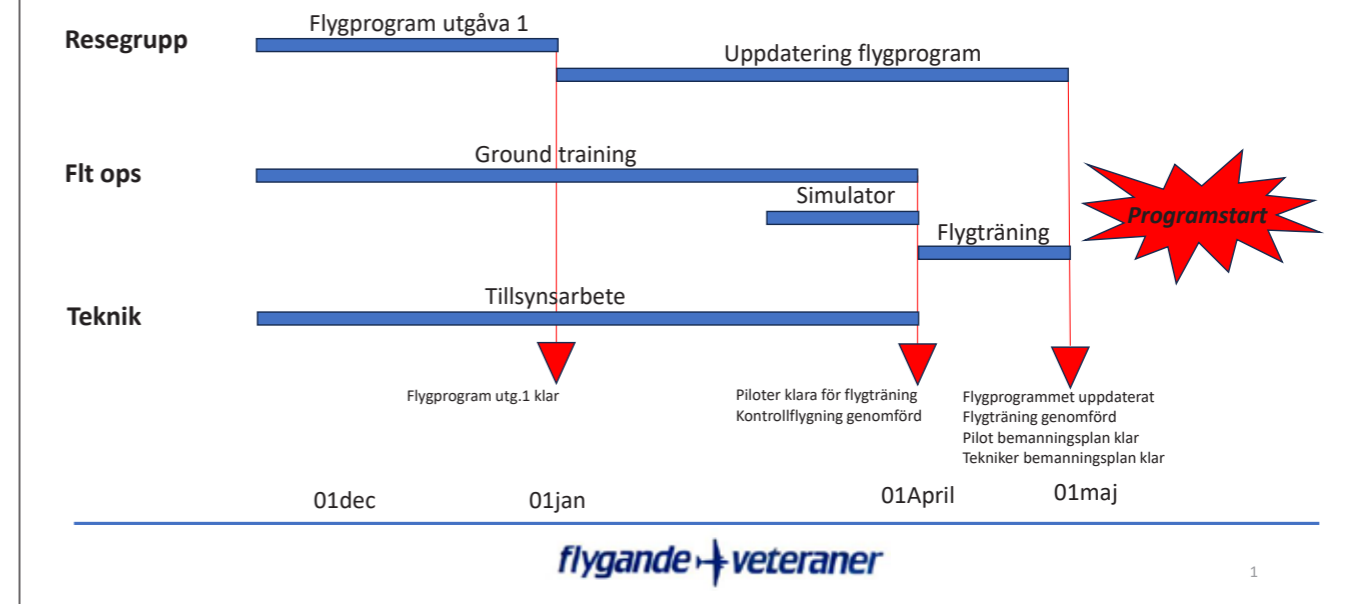 Flygprogram utgåva 1
Resegrupp
Uppdatering flygprogram
Ground training
Flt ops
Simulator
Programstart
Flygträning
Tillsynsarbete
Teknik
Flygprogram utg.1 klar
Piloter klara för flygträning
Kontrollflygning genomförd
Flygprogrammet uppdaterat
Flygträning genomförd
Pilot bemanningsplan klar
Tekniker bemanningsplan klar
01dec
01jan
01April
01maj
flygande veteraner
1